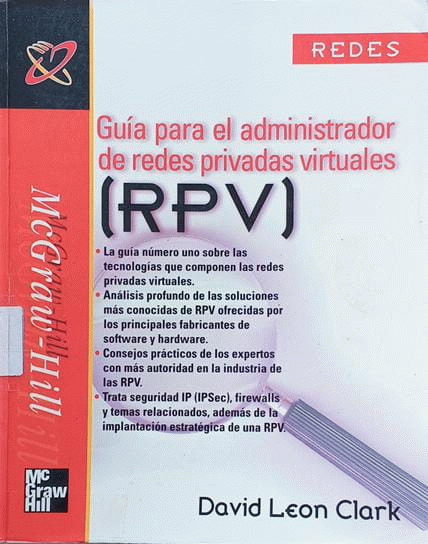 REDES
Guía para el administrador
de redes privadas virtuales
(RPV)
• La guía número uno sobre las
tecnologías que componen las redes
privadas virtuales.
• Análisis profundo de las soluciones
más conocidas de RPV ofrecidas por
los principales fabricantes de
software y hardware.
• Consejos prácticos de los expertos
con más autoridad en la industria de
las RPV.
• Trata seguridad IP (IPSec), firewalls
y temas relacionados, además de la
implantación estratégica de una RPV.
McGraw-Hill
McGraw-Hill
Mc
Graw
Hill
David Leon Clark